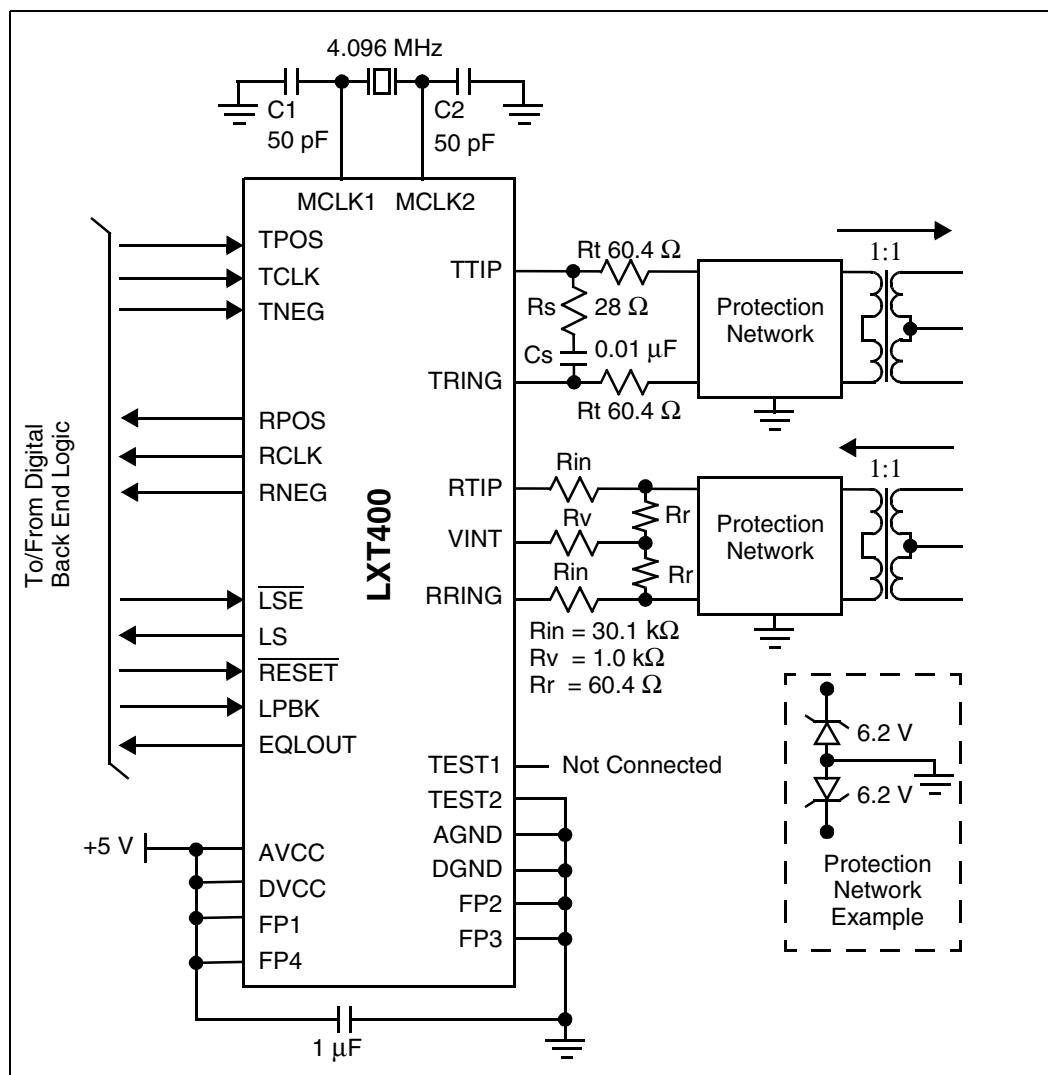 4.096 MHz
C1
50 pF
C2
50 pF
MCLK1 MCLK2
To/From Digital
Back End Logic
TPOS
TCLK
TNEG
RPOS
RCLK
RNEG
LSE
LS
RESET
LPBK
EQLOUT
+5 V
AVCC
DVCC
FP1
FP4
1 µF
LXT400
TTIP
TRING
RTIP
VINT
RRING
TEST1
TEST2
AGND
DGND
FP2
FP3
Not Connected
Rt 60.4 Ω
Rs
28 Ω
Cs
0.01 µF
Rt 60.4 Ω
Protection
Network
1:1
Rin
Rv
Rin
Rr
Rr
Rin = 30.1 kΩ
Rv = 1.0 kΩ
Rr = 60.4 Ω
Protection
Network
1:1
6.2 V
6.2 V
Protection
Network
Example